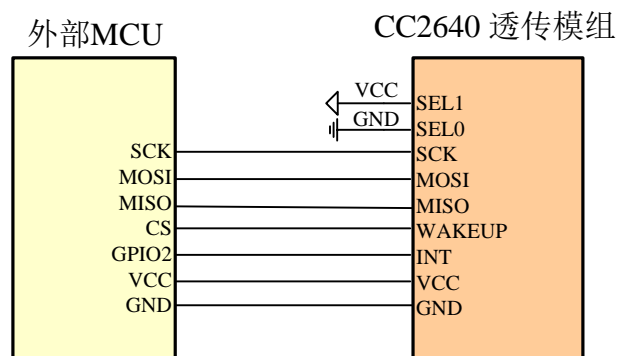 外部MCU
CC2640 透传模组
VCC
SEL1
GND
SEL0
SCK
SCK
MOSI
MOSI
MISO
MISO
CS
WAKEUP
GPIO2
INT
VCC
VCC
GND
GND